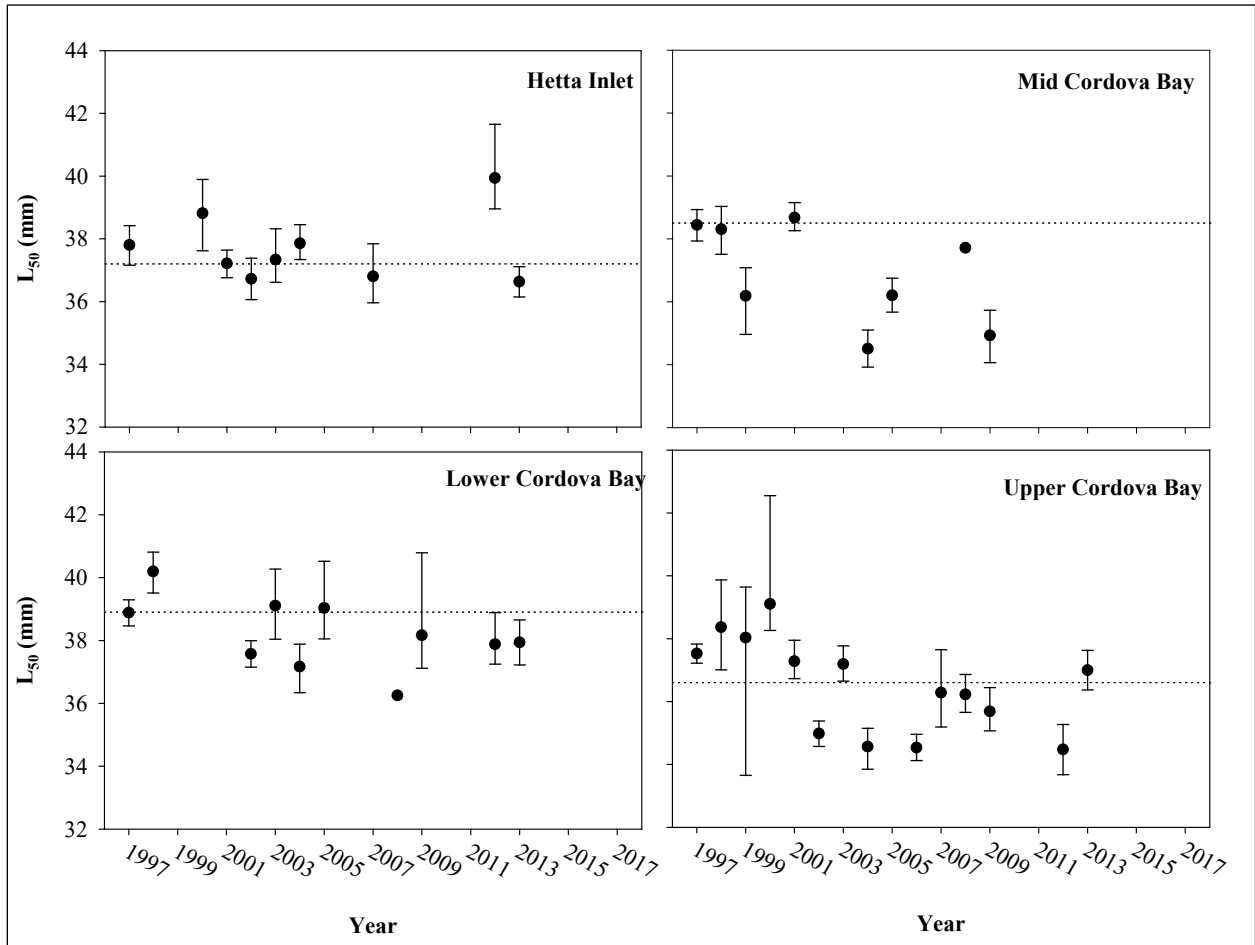 44
42
40
38
36
34
32
L50 (mm)
Hetta Inlet
Mid Cordova Bay
44
42
40
38
36
34
32
L50 (mm)
Lower Cordova Bay
Upper Cordova Bay
1997 1999 2001 2003 2005 2007 2009 2011 2013 2015 2017
1997 1999 2001 2003 2005 2007 2009 2011 2013 2015 2017
Year
Year